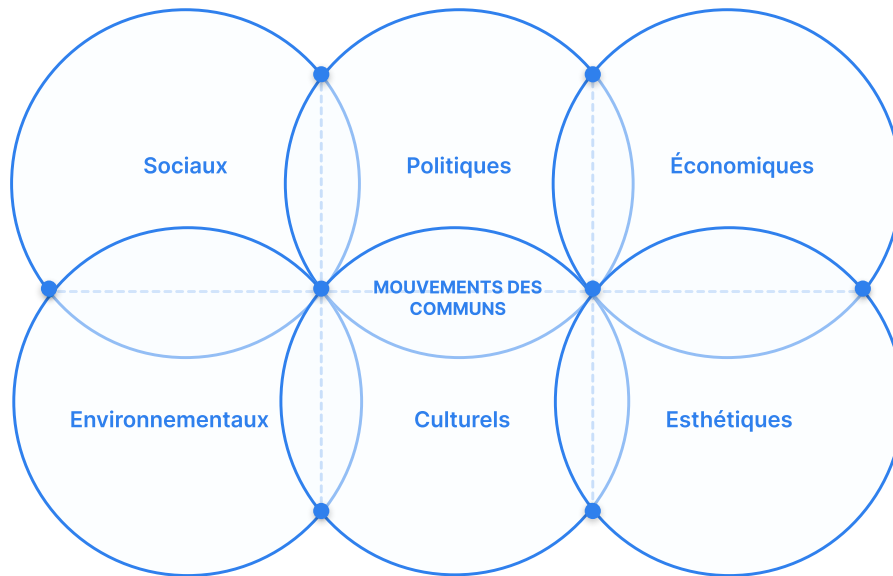 Sociaux
Politiques
Économiques
MOUVEMENTS DES
COMMUNS
Environnementaux
Culturels
Esthétiques